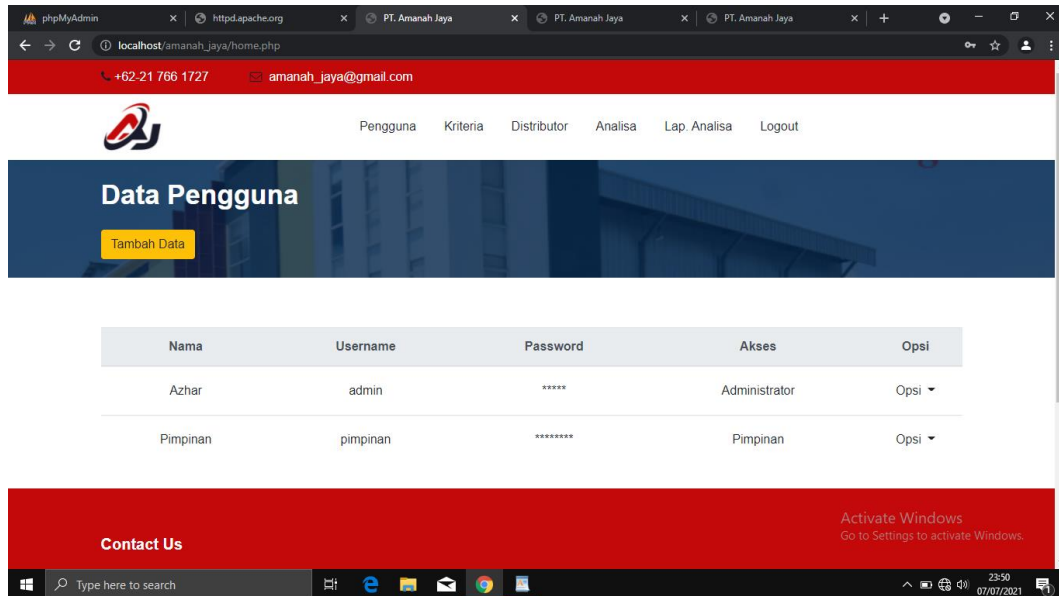 phpMyAdmin
httpd.apache.org
PT. Amanah Jaya
PT. Amanah Jaya
PT. Amanah Jaya
localhost/amanah_jaya/home.php
+62-21 766 1727
amanah_jaya@gmail.com
AJ
Pengguna Kriteria Distributor Analisa Lap. Analisa Logout
Data Pengguna
Tambah Data
Nama Username Password Akses Opsi
Azhar admin ***** Administrator Opsi
Pimpinan pimpinan ******** Pimpinan Opsi
Contact Us
Activate Windows
Go to Settings to activate Windows.
Type here to search
23:50
07/07/2021
1